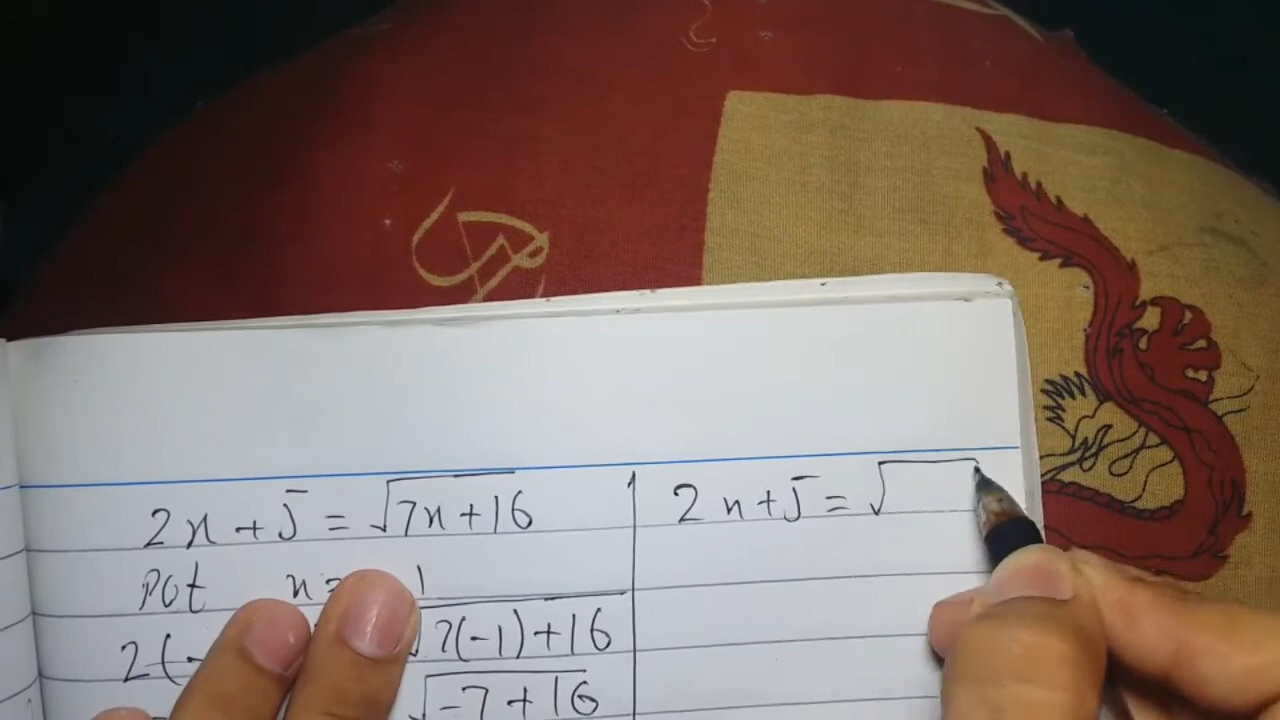 2x + 5 = √7x+16
Put x = 1
2(- √7(-1)+16
√-7+16
2x+5 = √